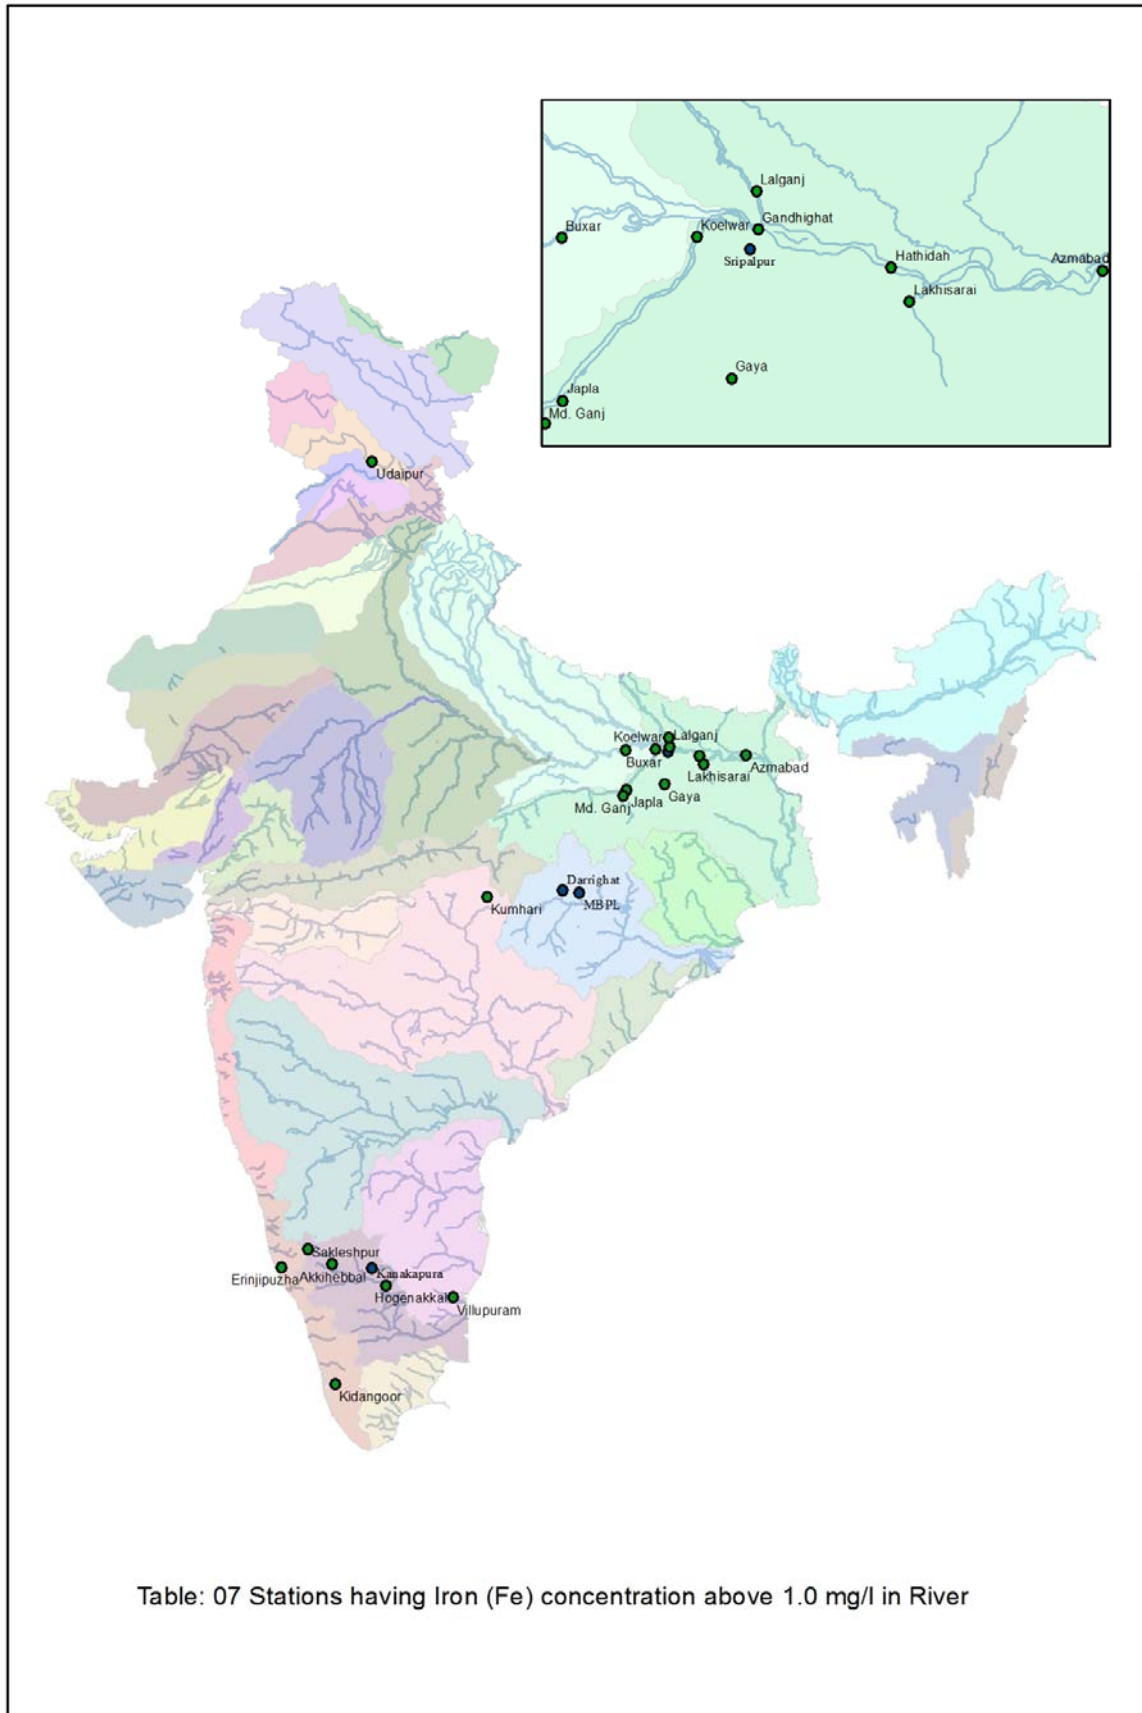 Lalganj
Buxar
Koelwar
Gandhighat
Sripalpur
Hathidah
Azmabad
Lakhisarai
Gaya
Japla
Md. Ganj
Udaipur
Koelwar
Lalganj
Buxar
Azmabad
Lakhisarai
Md. Ganj
Japla
Gaya
Darrighat
MBPL
Kumhari
Sakleshpur
Erinjipuzha
Akkihebbal
Kanakapura
Hogenakkal
Villupuram
Kidangoor
Table: 07 Stations having Iron (Fe) concentration above 1.0 mg/l in River